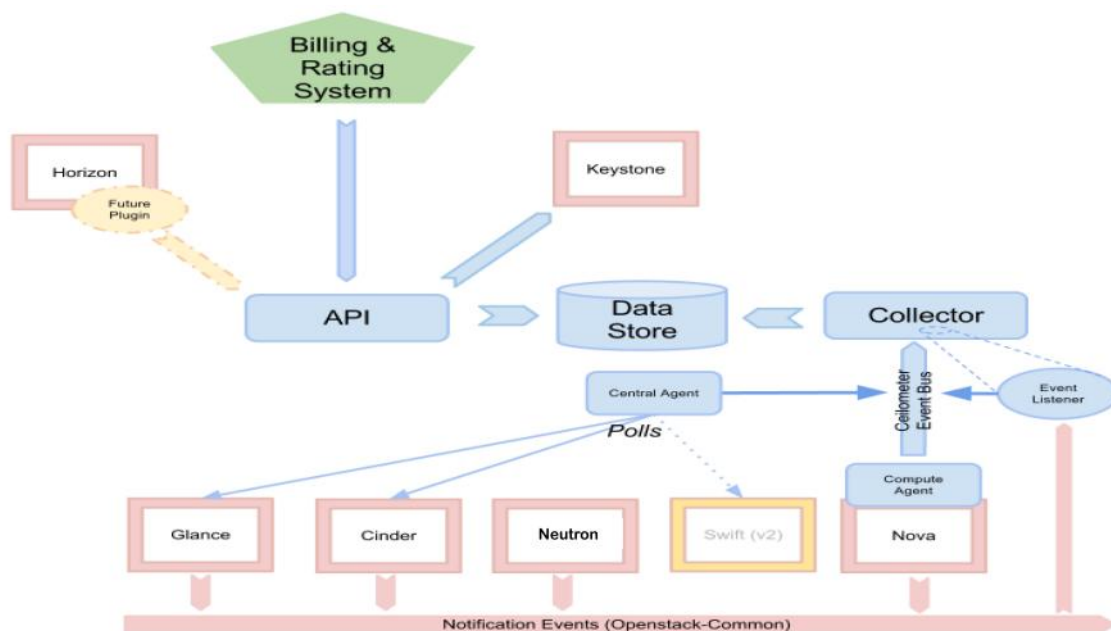 Billing &
Rating
System
Horizon
Future
Plugin
Keystone
API
Data
Store
Collector
Central Agent
Polls
Ceilometer
Event Bus
Event
Listener
Compute
Agent
Glance
Cinder
Neutron
Swift (v2)
Nova
Notification Events (Openstack-Common)